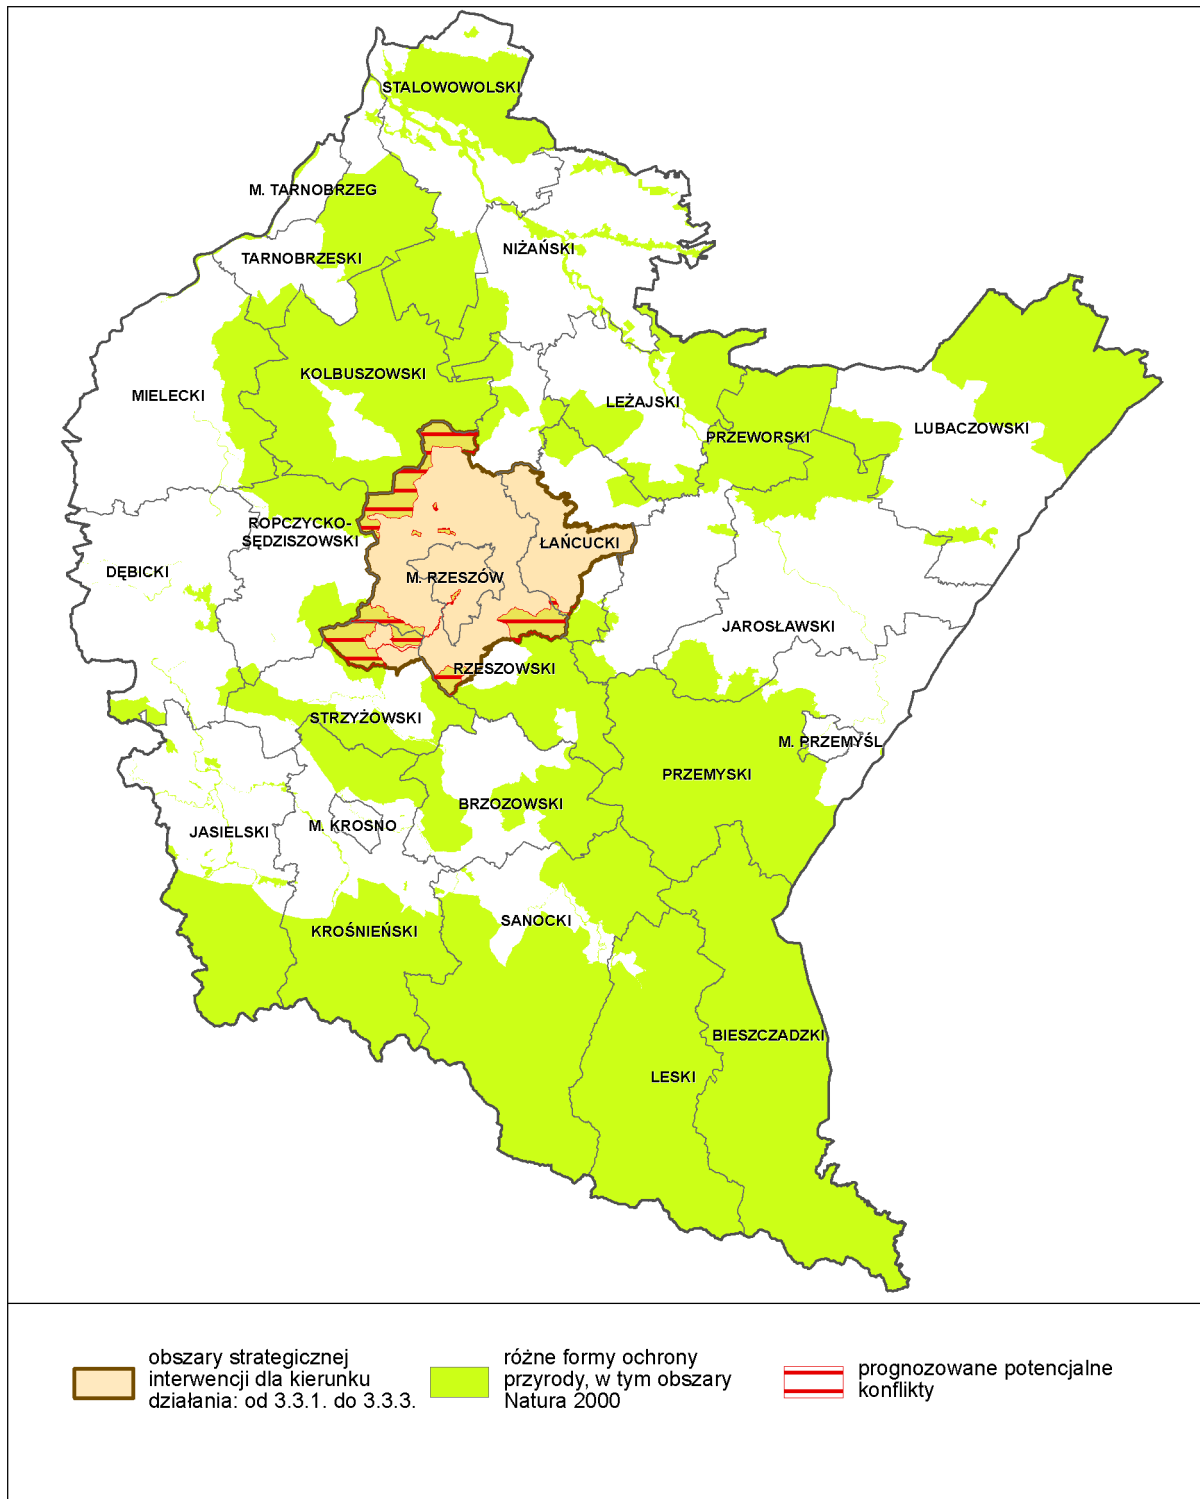 STALOWOWOLSKI
M. TARNOBRZEG
TARNOBRZESKI
NIŻAŃSKI
KOLBUSZOWSKI
MIELECKI
LEŻAJSKI
PRZEWORSKI
LUBACZOWSKI
ROPCZYCKO-
SĘDZISZOWSKI
ŁAŃCUCKI
DĘBICKI
M. RZESZÓW
JAROSŁAWSKI
RZESZOWSKI
STRZYŻOWSKI
M. PRZEMYŚL
PRZEMYSKI
BRZOZOWSKI
M. KROSNO
JASIELSKI
SANOCKI
KROŚNIEŃSKI
BIESZCZADZKI
LESKI
obszary strategicznej
interwencji dla kierunku
działania: od 3.3.1. do 3.3.3.
różne formy ochrony
przyrody, w tym obszary
Natura 2000
prognozowane potencjalne
konflikty